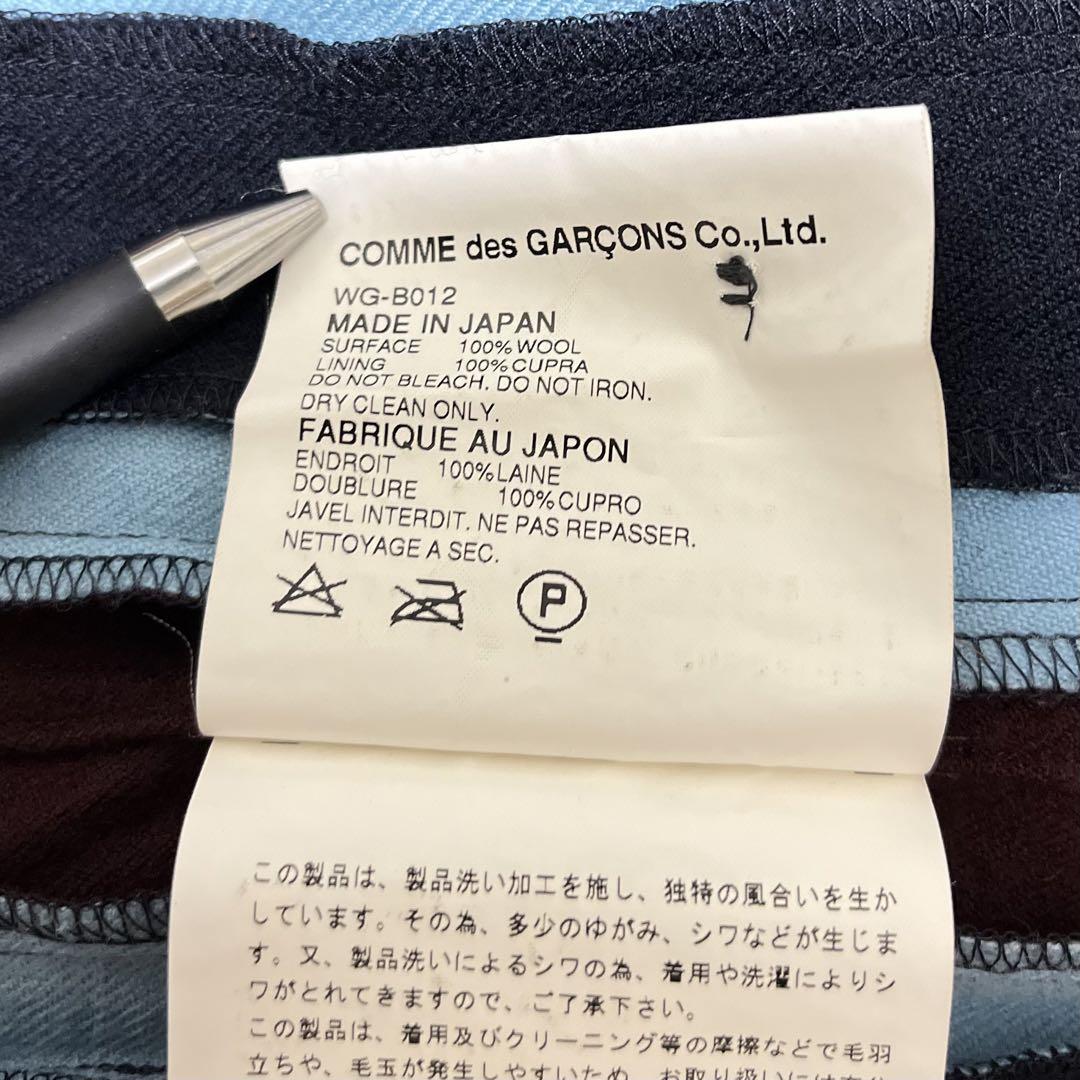 COMME des GARÇONS Co.,Ltd.
WG-B012
MADE IN JAPAN
SURFACE 100% WOOL
LINING 100% CUPRA
DO NOT BLEACH. DO NOT IRON.
DRY CLEAN ONLY.
FABRIQUE AU JAPON
ENDROIT 100% LAINE
DOUBLURE 100% CUPRO
JAVEL INTERDIT. NE PAS REPASSER.
NETTOYAGE A SEC.
P
この製品は、製品洗い加工を施し、独特の風合いを生か
しています。その為、多少のゆがみ、シワなどが生じま
す。又、製品洗いによるシワの為、着用や洗濯によりシ
ワがとれてきますので、ご了承下さい。
この製品は、着用及びクリーニング等の摩擦などで毛羽
立ちや、毛玉が発生しやすいため、お取り扱いには